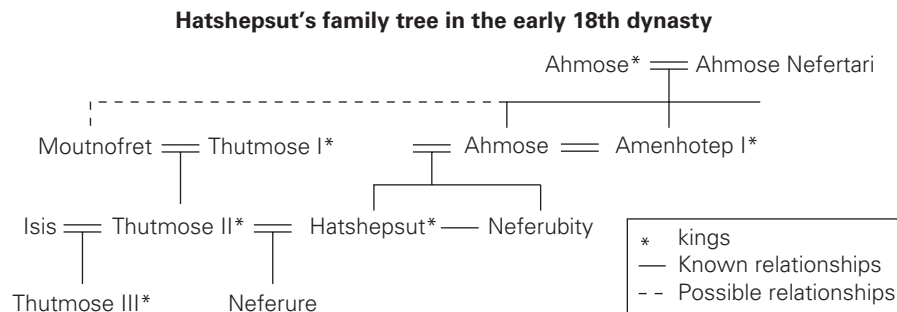 Hatshepsut's family tree in the early 18th dynasty
Ahmose* Ahmose Nefertari
Moutnofret Thutmose I* Ahmose Amenhotep I*
Isis Thutmose II* Hatshepsut* Neferubity
Thutmose III* Neferure
* kings
Known relationships
Possible relationships